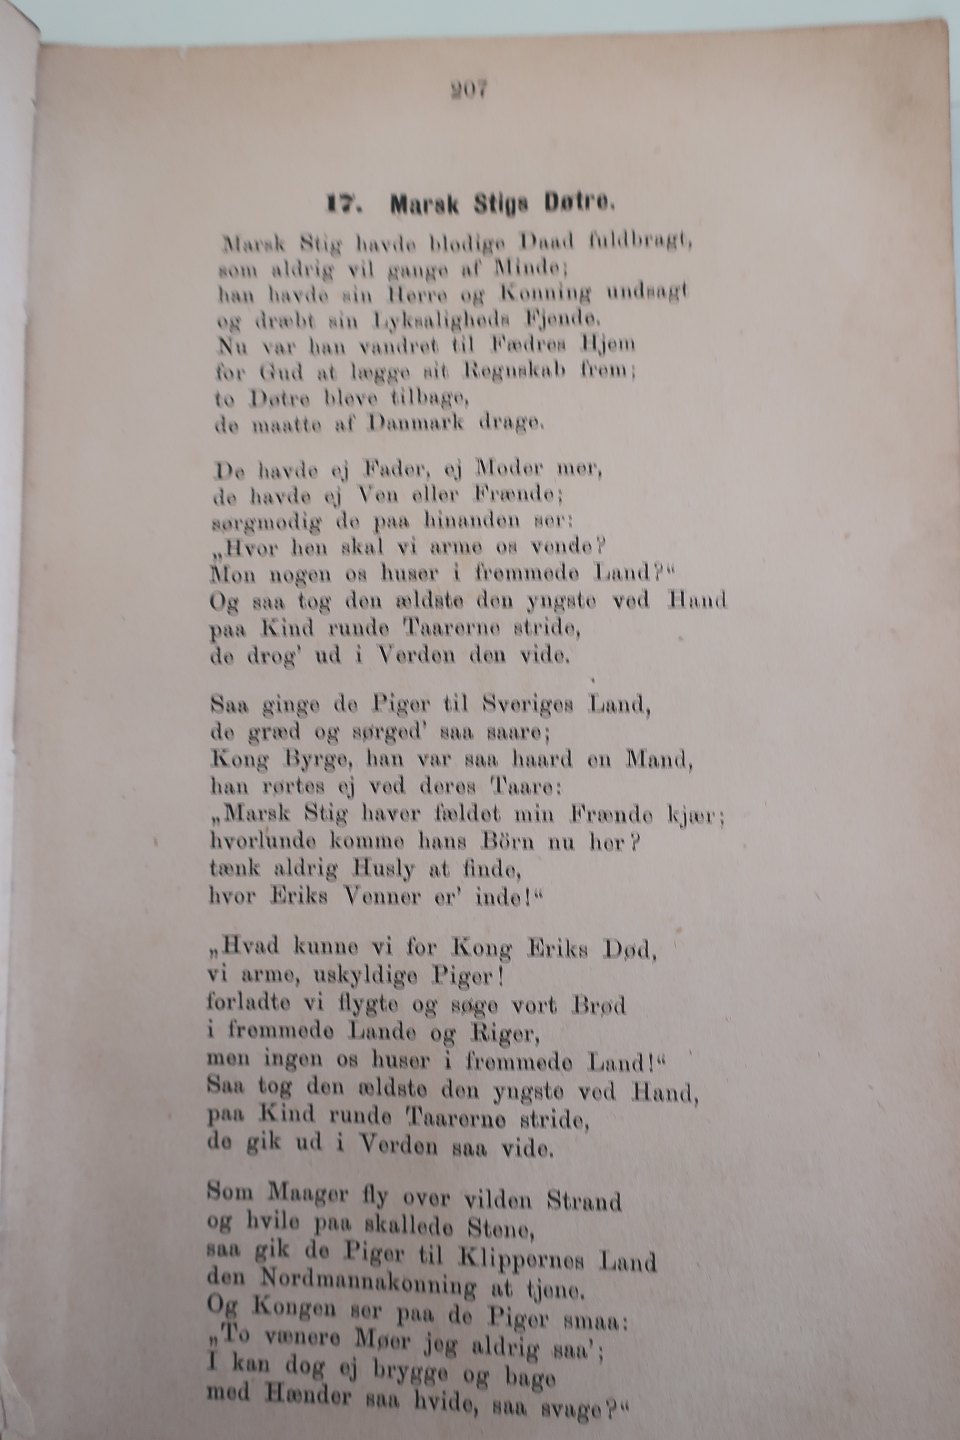 207
17. Marsk Stigs Døtre.
Marsk Stig havde blodige Daad fuldbragt,
som aldrig vil gange af Minde;
han havde sin Herre og Konning undsagt
og dræbt sin Lyksaligheds Fjende.
Nu var han vandret til Fædres Hjem
for Gud at lægge sit Regnskab frem;
to Døtre bleve tilbage,
de maatte af Danmark drage.
De havde ej Fader, ej Moder mer,
de havde ej Ven eller Frænde;
sørgmodig de paa hinanden ser:
„Hvor hen skal vi arme os vende?
Mon nogen os huser i fremmede Land?“
Og saa tog den ældste den yngste ved Hand
paa Kind runde Taarerne stride,
de drog' ud i Verden den vide.
Saa ginge de Piger til Sveriges Land,
de græd og sørged' saa saare;
Kong Byrge, han var saa haard en Mand,
han rørtes ej ved deres Taare:
„Marsk Stig haver fældet min Frænde kjær;
hvorlunde komme hans Börn nu her?
tænk aldrig Husly at finde,
hvor Eriks Venner er' inde!“
„Hvad kunne vi for Kong Eriks Død,
vi arme, uskyldige Piger!
forladte vi flygte og søge vort Brød
i fremmede Lande og Riger,
men ingen os huser i fremmede Land!“
Saa tog den ældste den yngste ved Hand,
paa Kind runde Taarerne stride,
de gik ud i Verden saa vide.
Som Maager fly over vilden Strand
og hvile paa skallede Stene,
saa gik de Piger til Klippernes Land
den Nordmannakonning at tjene.
Og Kongen ser paa de Piger smaa:
„To vænere Møer jeg aldrig saa';
I kan dog ej brygge og bage
med Hænder saa hvide, saa svage?“